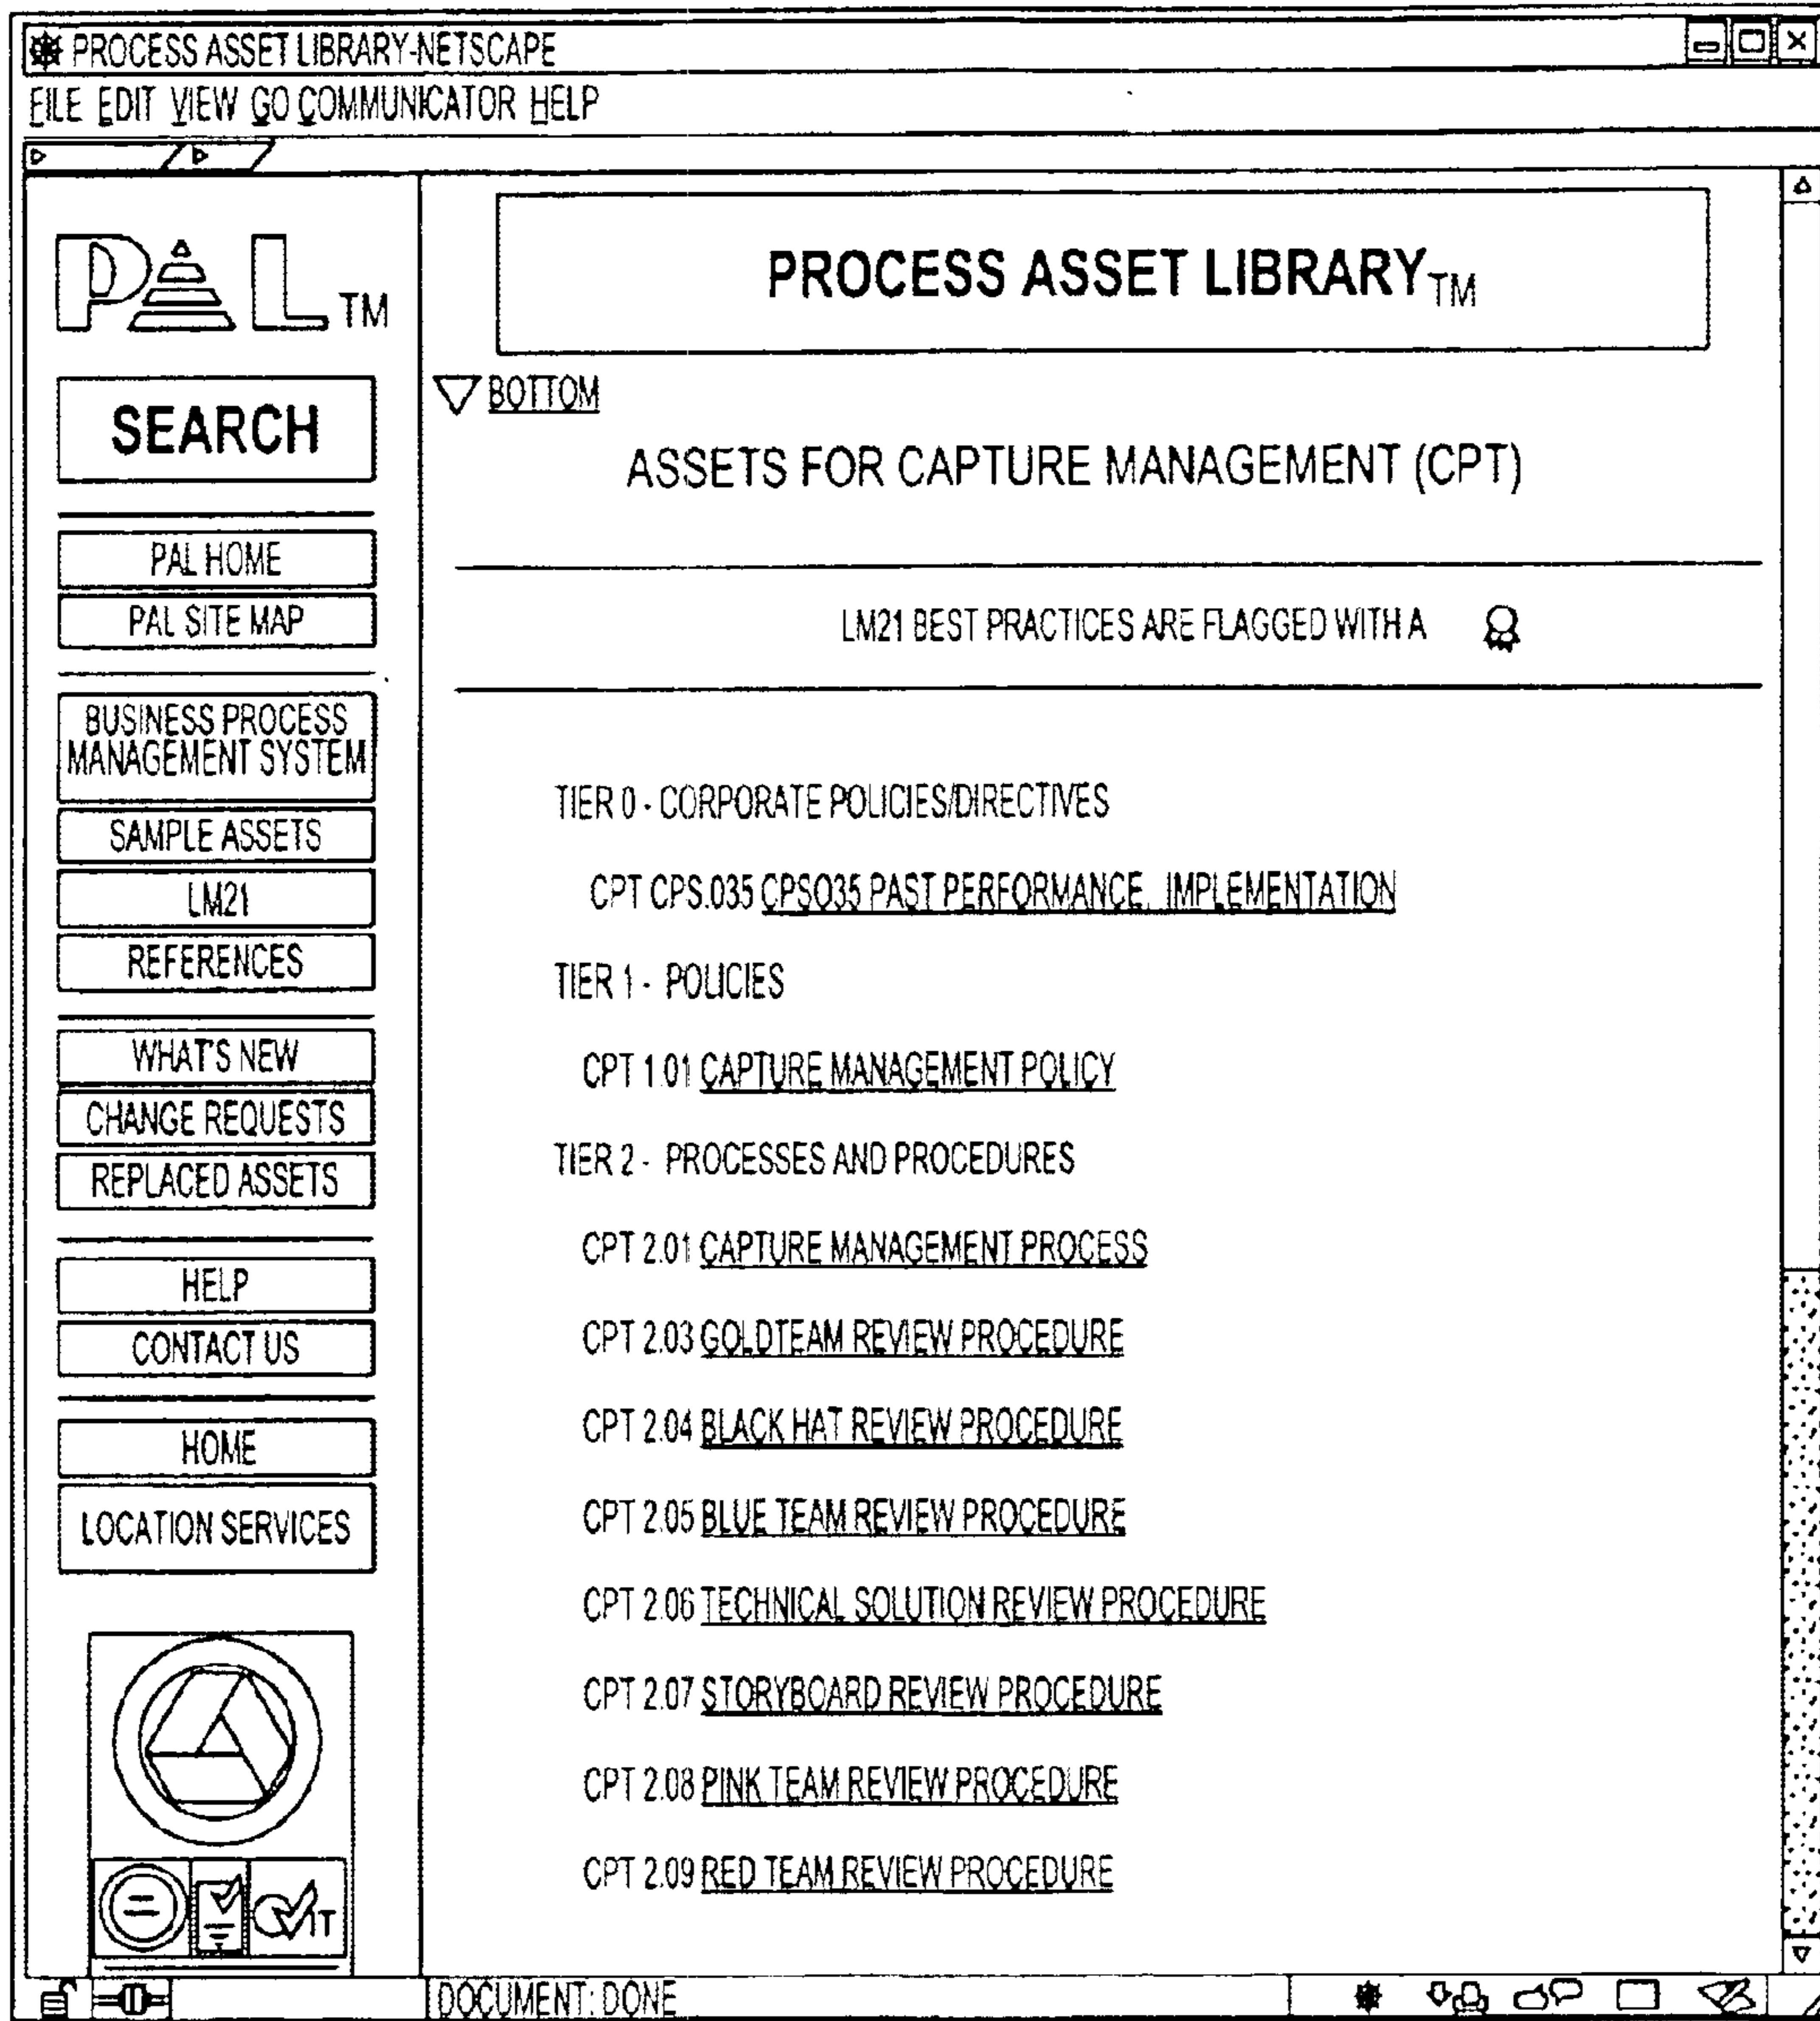 PROCESS ASSET LIBRARY-NETSCAPE
FILE EDIT VIEW GO COMMUNICATOR HELP
PAL TM
SEARCH
PAL HOME
PAL SITE MAP
BUSINESS PROCESS
MANAGEMENT SYSTEM
SAMPLE ASSETS
LM21
REFERENCES
WHAT'S NEW
CHANGE REQUESTS
REPLACED ASSETS
HELP
CONTACT US
HOME
LOCATION SERVICES
IT
PROCESS ASSET LIBRARY TM
BOTTOM
ASSETS FOR CAPTURE MANAGEMENT (CPT)
LM21 BEST PRACTICES ARE FLAGGED WITH A
TIER 0 - CORPORATE POLICIES/DIRECTIVES
CPT CPS.035 CPSO35 PAST PERFORMANCE, IMPLEMENTATION
TIER 1 - POLICIES
CPT 1.01 CAPTURE MANAGEMENT POLICY
TIER 2 - PROCESSES AND PROCEDURES
CPT 2.01 CAPTURE MANAGEMENT PROCESS
CPT 2.03 GOLDTEAM REVIEW PROCEDURE
CPT 2.04 BLACK HAT REVIEW PROCEDURE
CPT 2.05 BLUE TEAM REVIEW PROCEDURE
CPT 2.06 TECHNICAL SOLUTION REVIEW PROCEDURE
CPT 2.07 STORYBOARD REVIEW PROCEDURE
CPT 2.08 PINK TEAM REVIEW PROCEDURE
CPT 2.09 RED TEAM REVIEW PROCEDURE
DOCUMENT: DONE